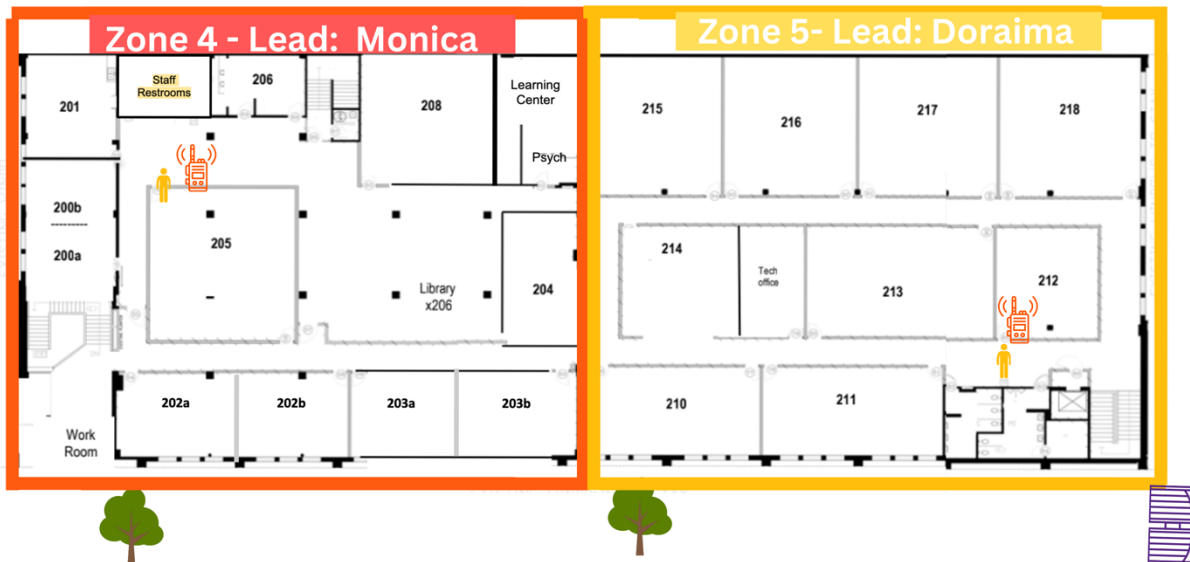 Zone 4 - Lead: Monica
Zone 5- Lead: Doraima
201
Staff
Restrooms
206
208
Learning
Center
Psych
200b
200a
205
Library
x206
204
202a
202b
203a
203b
Work
Room
215
216
217
218
214
Tech
office
213
212
210
211